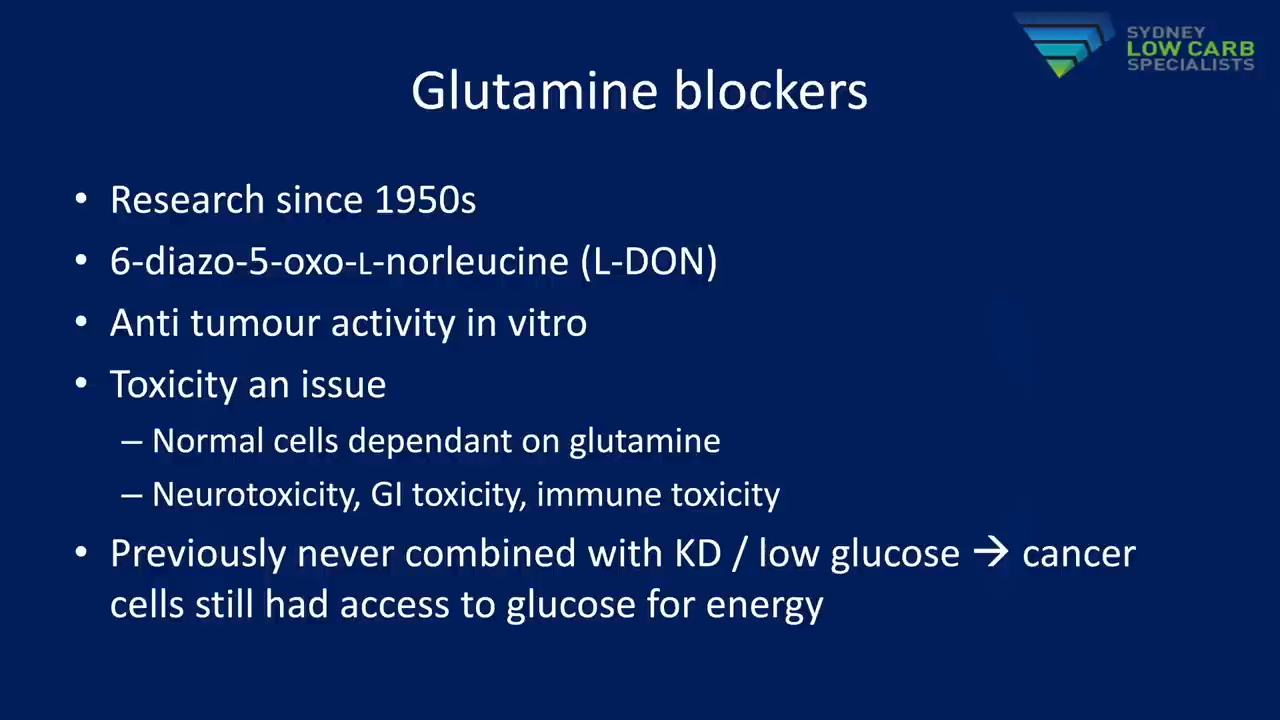 SYDNEY
LOW CARB
SPECIALISTS
Glutamine blockers
• Research since 1950s
• 6-diazo-5-oxo-L-norleucine (L-DON)
• Anti tumour activity in vitro
• Toxicity an issue
– Normal cells dependant on glutamine
– Neurotoxicity, GI toxicity, immune toxicity
• Previously never combined with KD / low glucose → cancer
cells still had access to glucose for energy